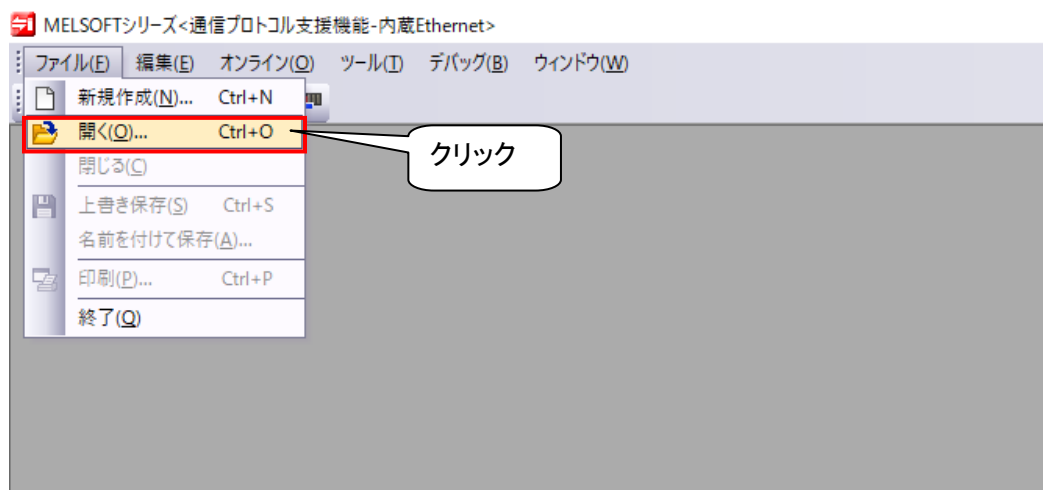 MELSOFTシリーズ<通信プロトコル支援機能-内蔵Ethernet>
ファイル(F) 編集(E) オンライン(O) ツール(T) デバッグ(B) ウィンドウ(W)
新規作成(N)... Ctrl+N
開く(O)... Ctrl+O
クリック
閉じる(C)
上書き保存(S) Ctrl+S
名前を付けて保存(A)...
印刷(P)... Ctrl+P
終了(Q)